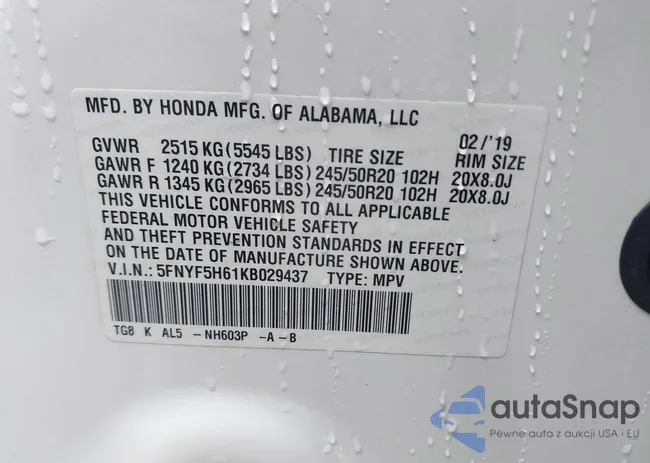 MFD. BY HONDA MFG. OF ALABAMA, LLC
02/'19
GVWR 2515 KG(5545 LBS) TIRE SIZE RIM SIZE
GAWR F 1240 KG(2734 LBS) 245/50R20 102H 20X8.0J
GAWR R 1345 KG(2965 LBS) 245/50R20 102H 20X8.0J
THIS VEHICLE CONFORMS TO ALL APPLICABLE
FEDERAL MOTOR VEHICLE SAFETY
AND THEFT PREVENTION STANDARDS IN EFFECT
ON THE DATE OF MANUFACTURE SHOWN ABOVE.
V.I.N.: 5FNYF5H61KB029437 TYPE: MPV
TG8 K AL5 -NH603P -A-B
autaSnap
Pewne auta z aukcji USA i EU